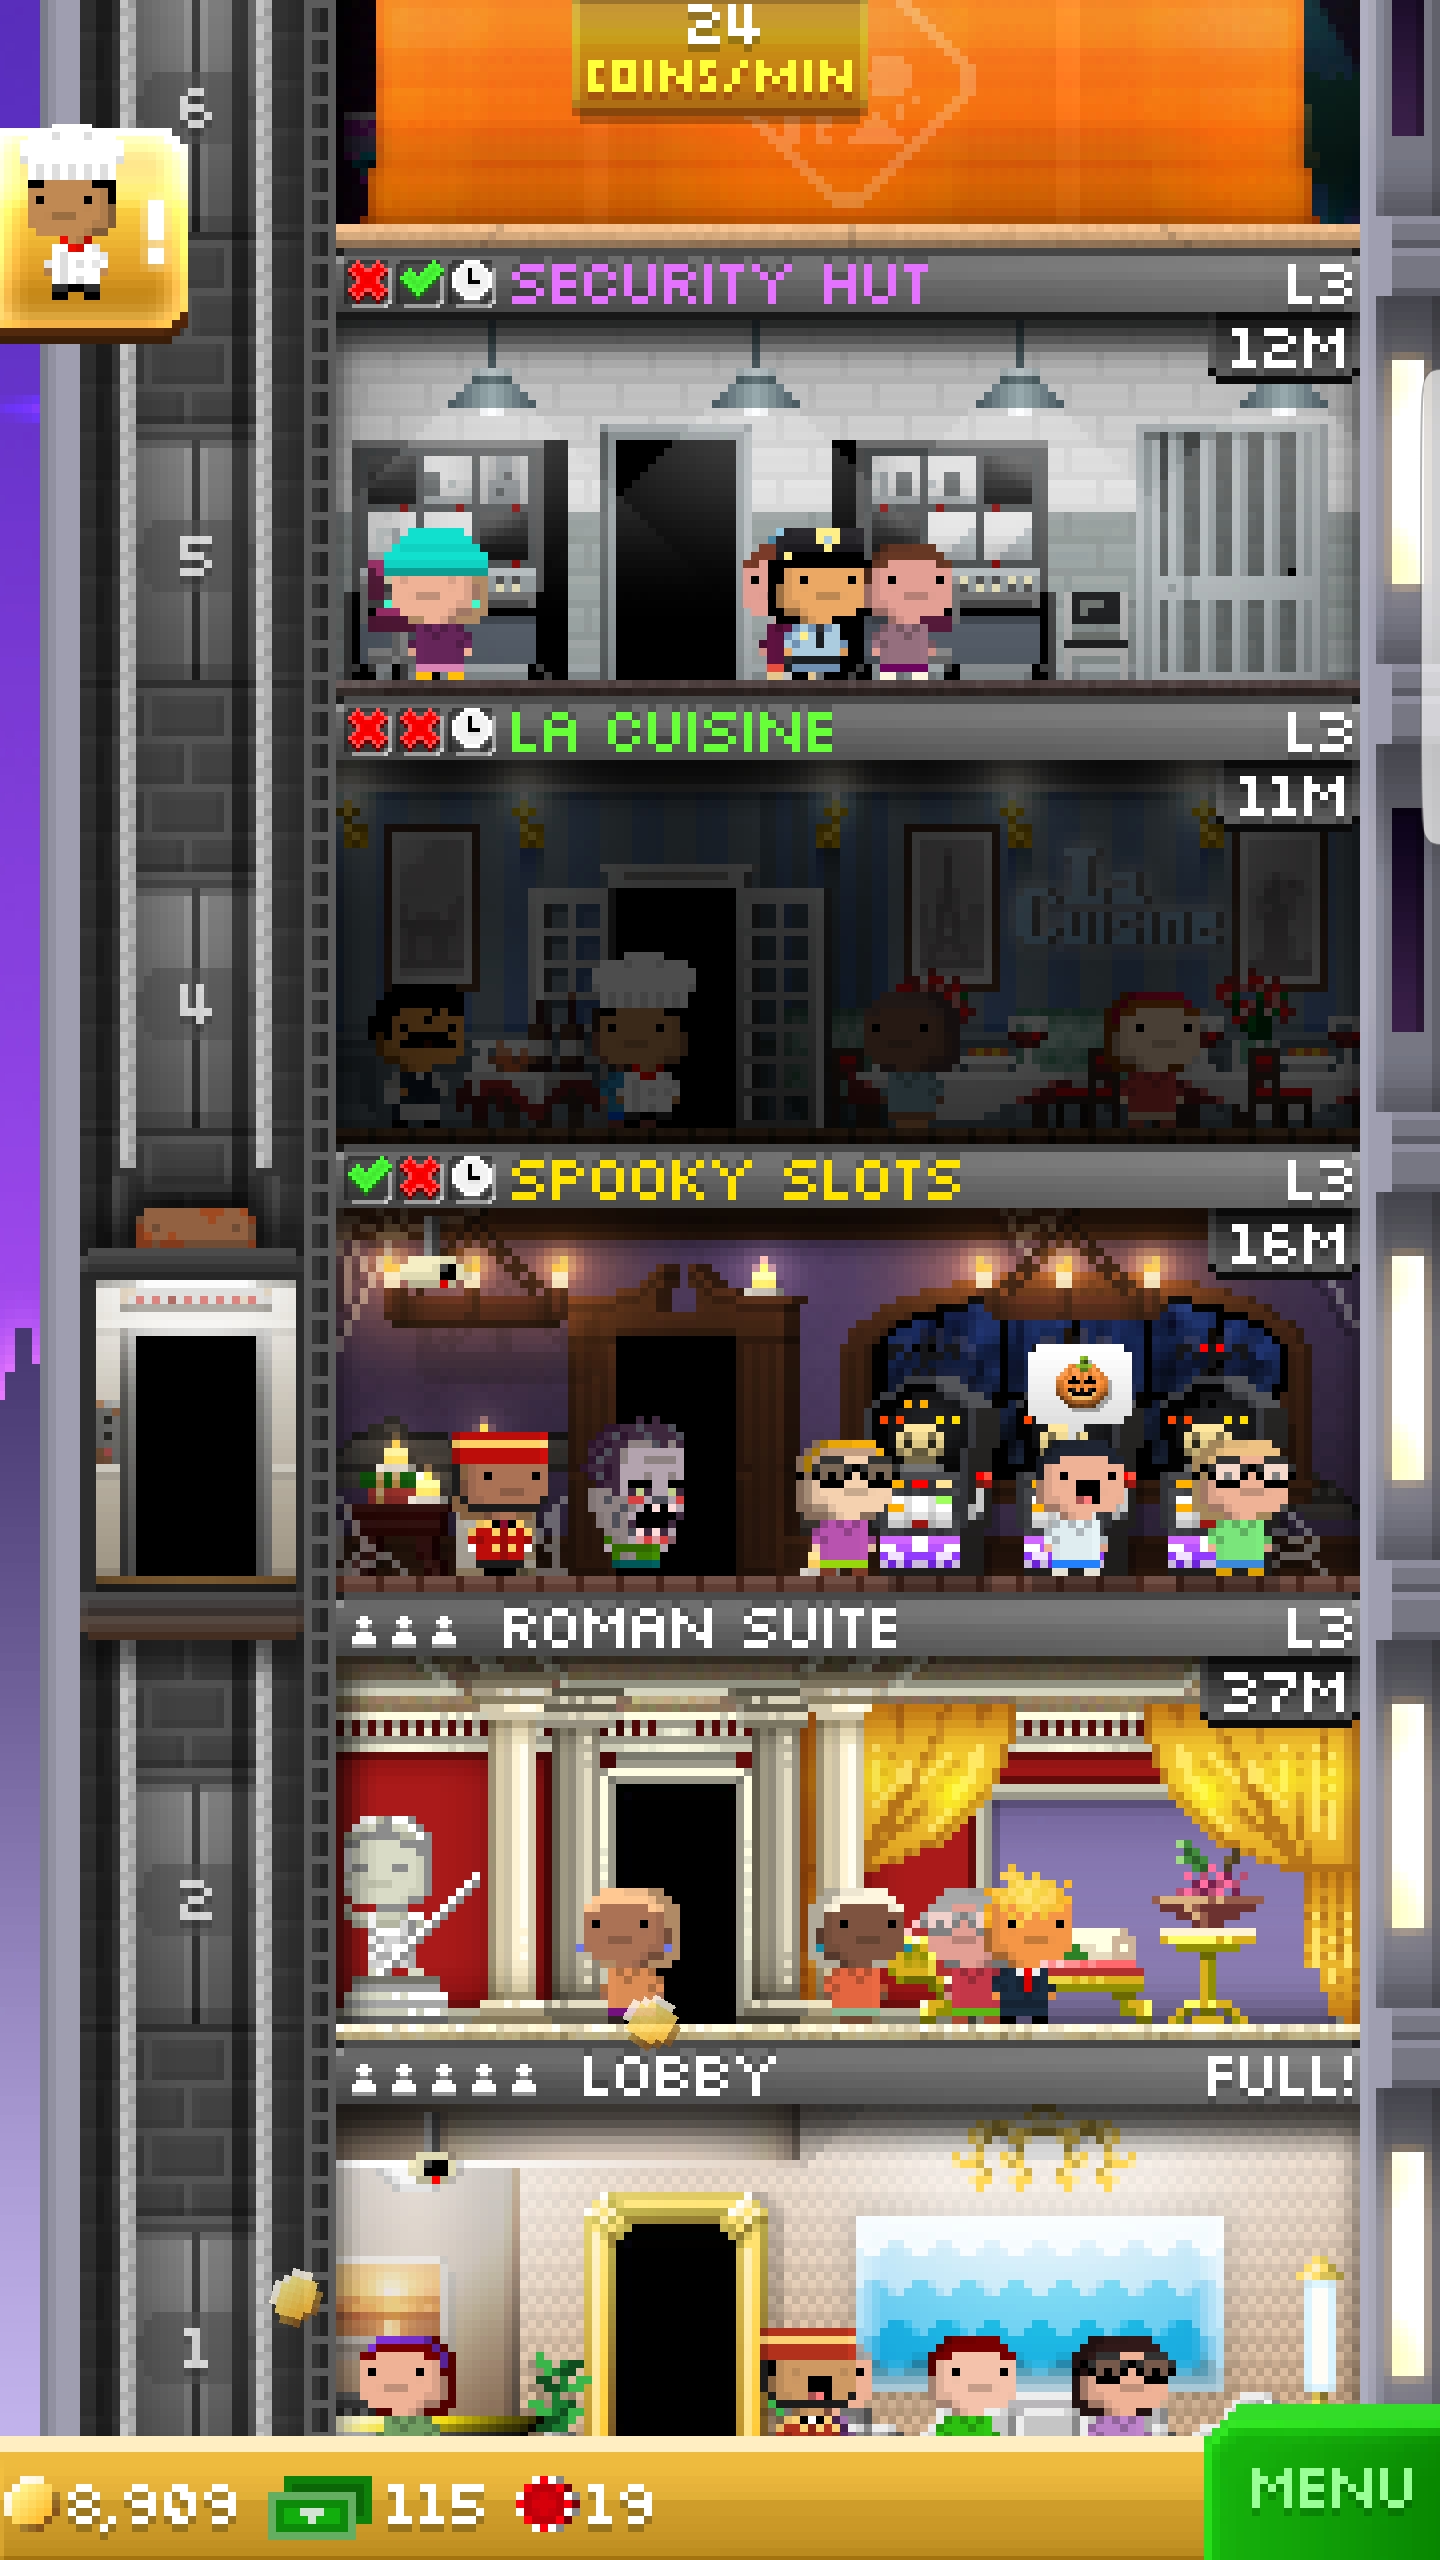 24
COINS/MIN
6
!
SECURITY HUT L3
12M
5
LA CUISINE L3
11M
La
Cuisine
4
SPOOKY SLOTS L3
16M
ROMAN SUITE L3
37M
2
LOBBY FULL!
1
8,909 115 19
MENU